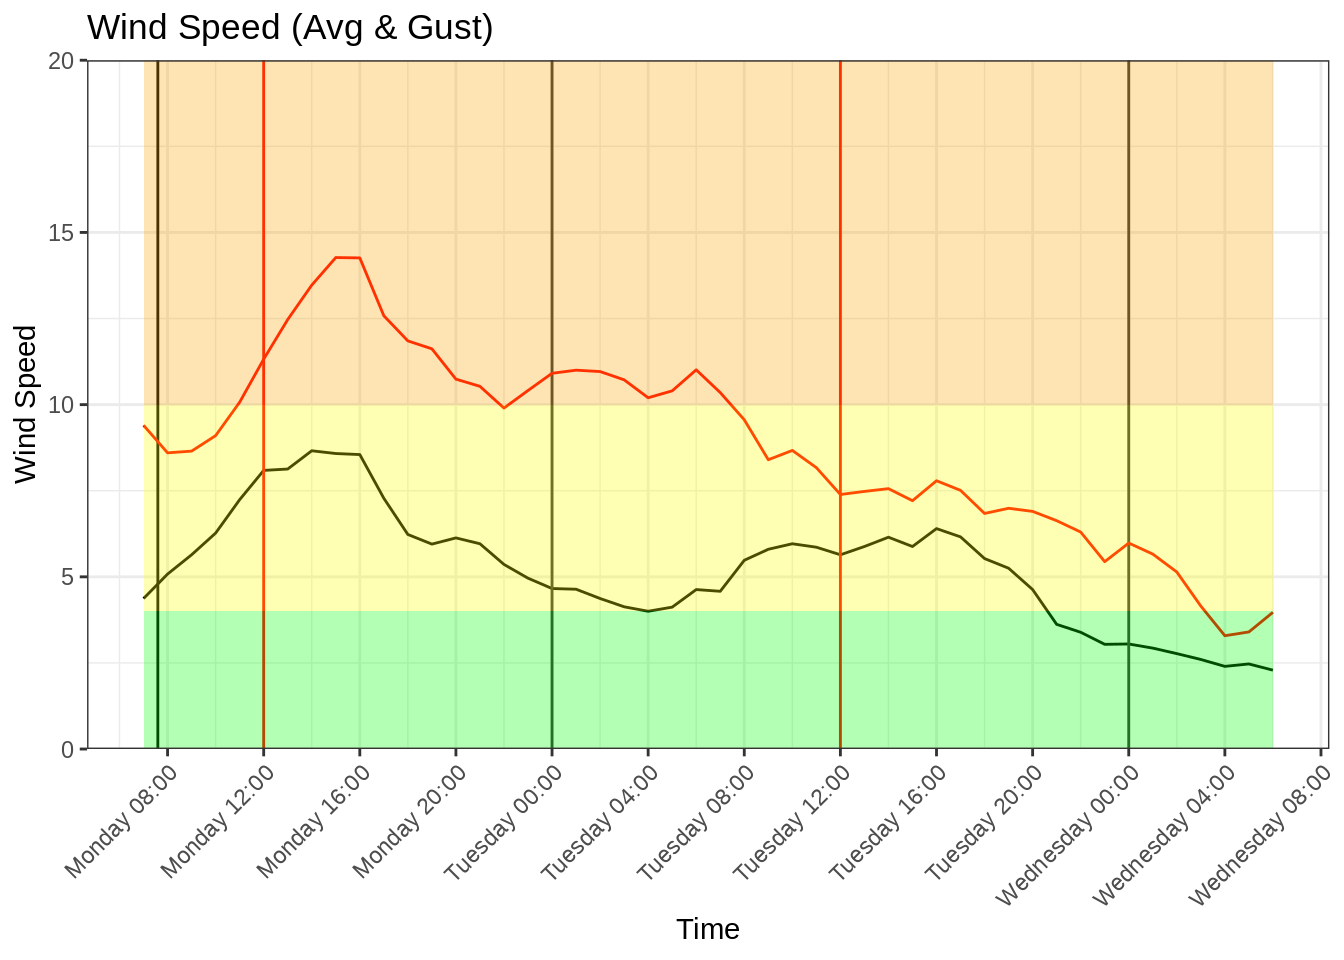 Wind Speed (Avg & Gust)
20
15
10
5
0
Wind Speed
Monday 08:00
Monday 12:00
Monday 16:00
Monday 20:00
Tuesday 00:00
Tuesday 04:00
Tuesday 08:00
Tuesday 12:00
Tuesday 16:00
Tuesday 20:00
Wednesday 00:00
Wednesday 04:00
Wednesday 08:00
Time